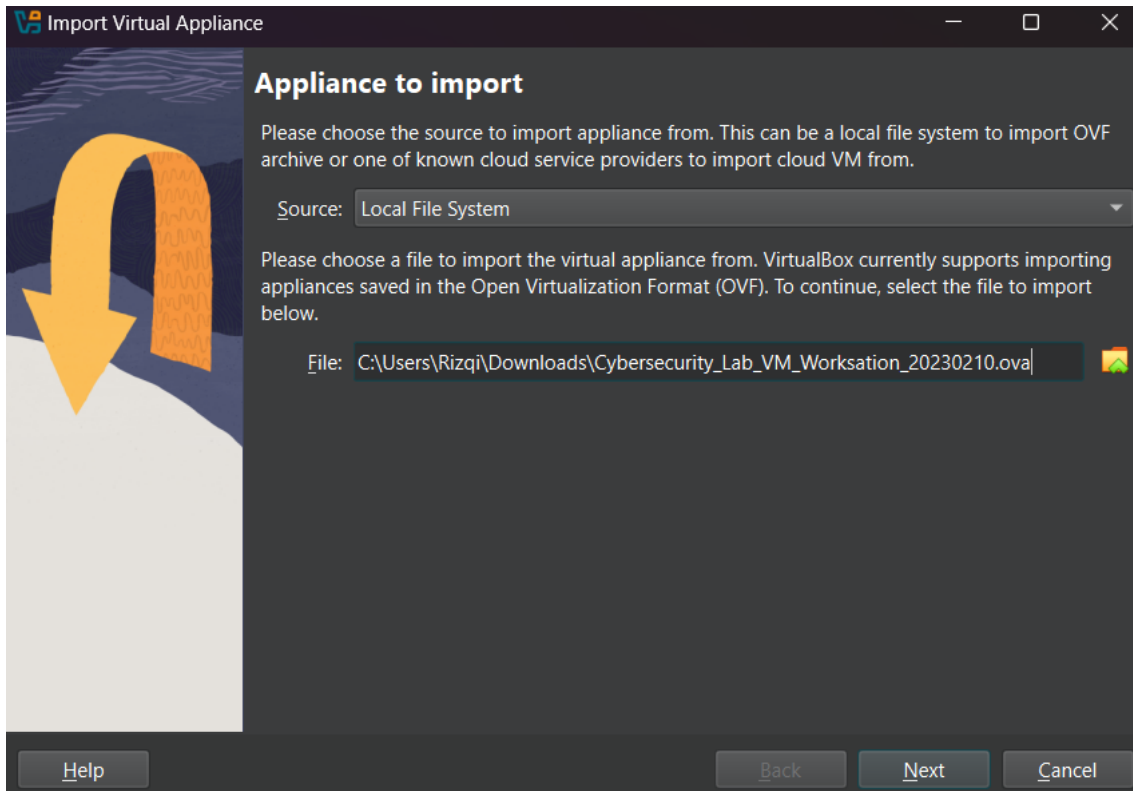 Import Virtual Appliance
Appliance to import
Please choose the source to import appliance from. This can be a local file system to import OVF
archive or one of known cloud service providers to import cloud VM from.
Source: Local File System
Please choose a file to import the virtual appliance from. VirtualBox currently supports importing
appliances saved in the Open Virtualization Format (OVF). To continue, select the file to import
below.
File: C:\Users\Rizqi\Downloads\Cybersecurity_Lab_VM_Worksation_20230210.ova
Help Back Next Cancel